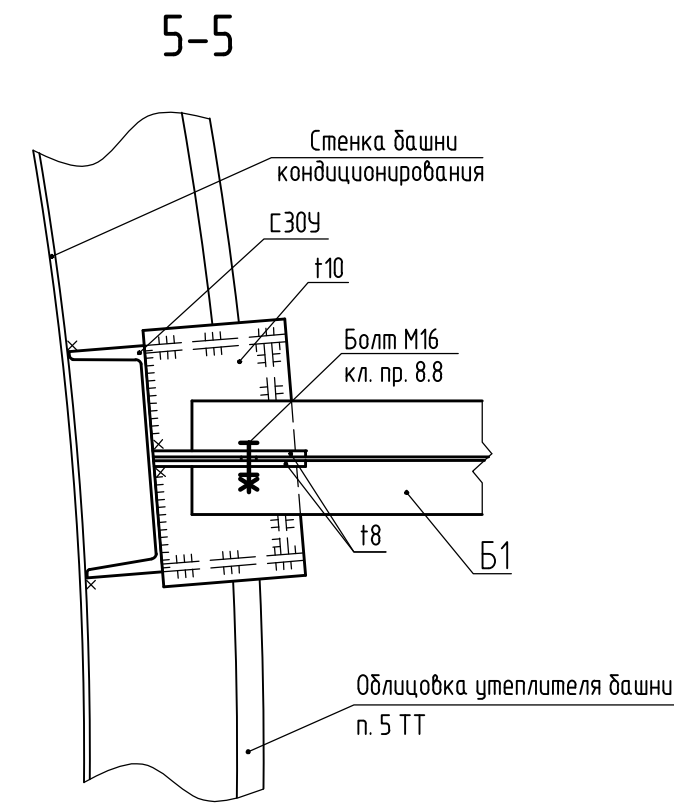 5-5
Стенка башни
кондиционирования
[30У
t10
Болт М16
кл. пр. 8.8
t8
Б1
Облицовка утеплителя башни
п. 5 ТТ